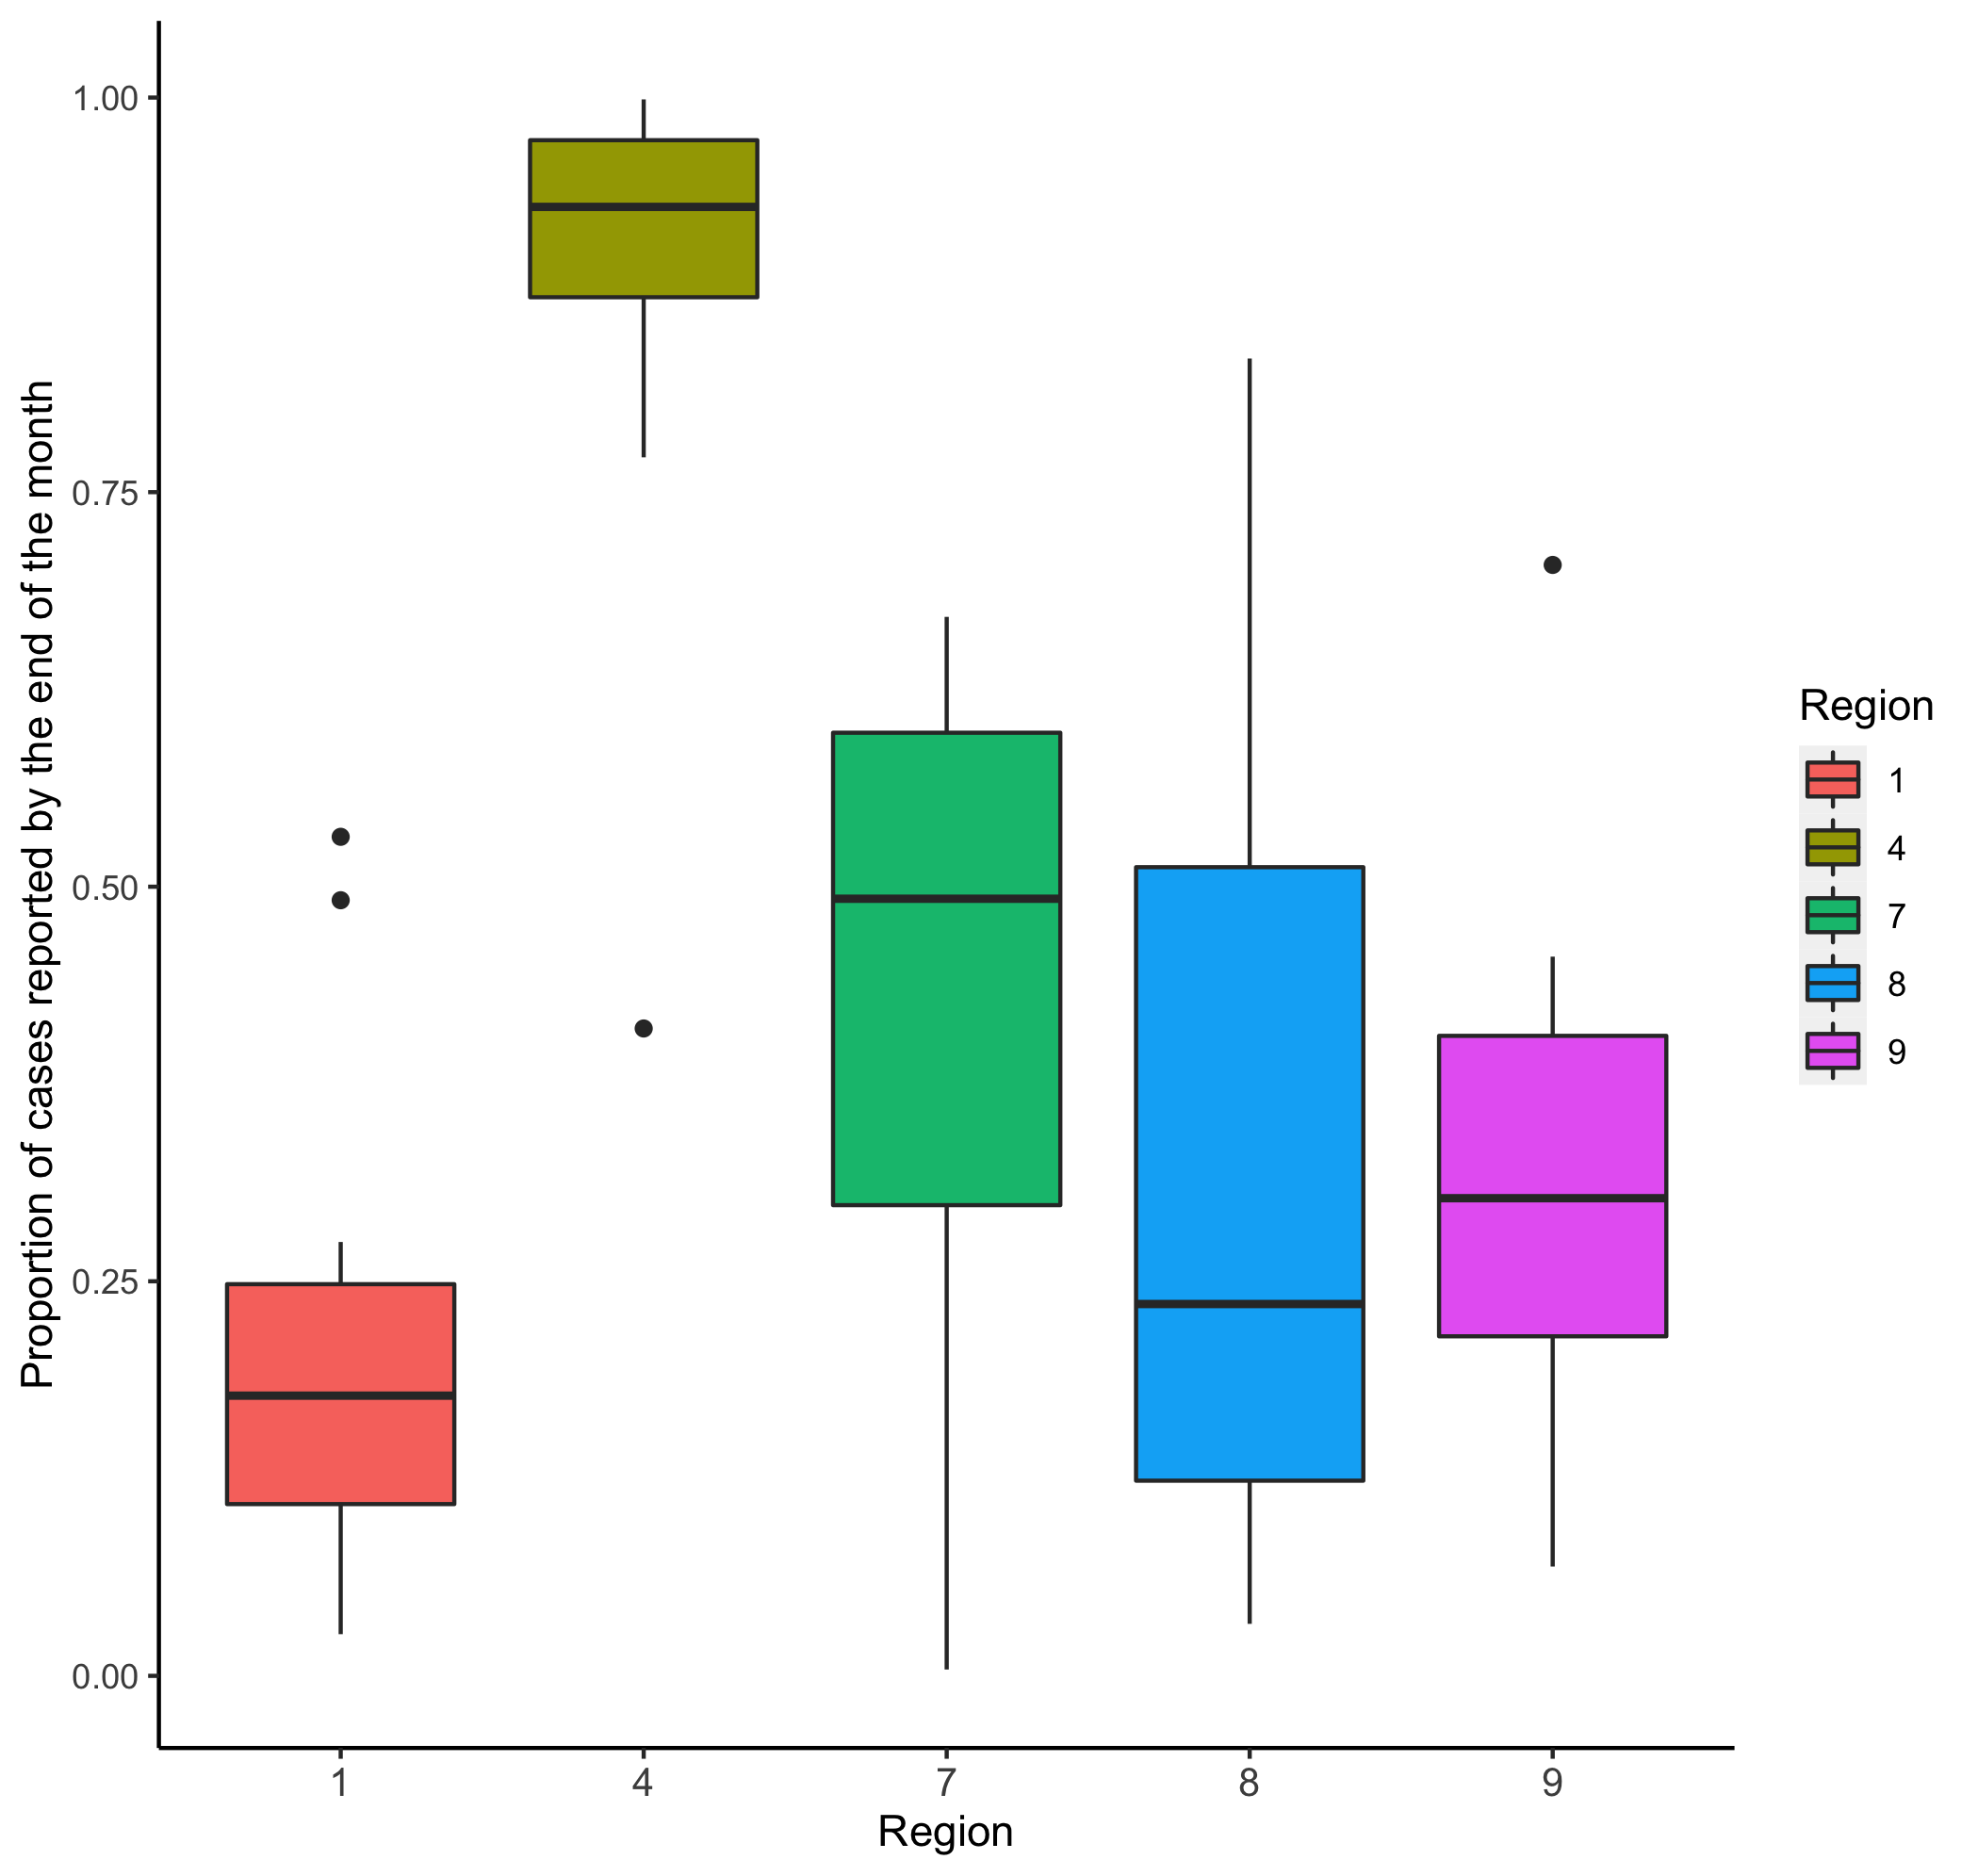 Proportion of cases reported by the end of the month
1.00
0.75
0.50
0.25
0.00
1 4 7 8 9
Region
Region
1
4
7
8
9